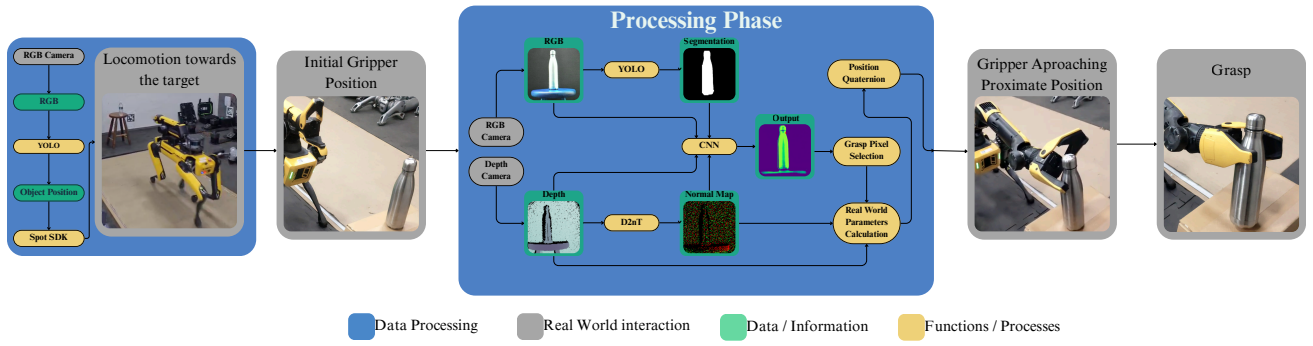 Processing Phase
RGB Camera
RGB
YOLO
Object Position
Spot SDK
Locomotion towards
the target
Initial Gripper
Position
RGB
YOLO
Segmentation
RGB
Camera
Depth
Camera
CNN
Output
Depth
D2nT
Normal Map
Position
Quaternion
Grasp Pixel
Selection
Real World
Parameters
Calculation
Gripper Aproaching
Proximate Position
Grasp
Data Processing
Real World interaction
Data / Information
Functions / Processes